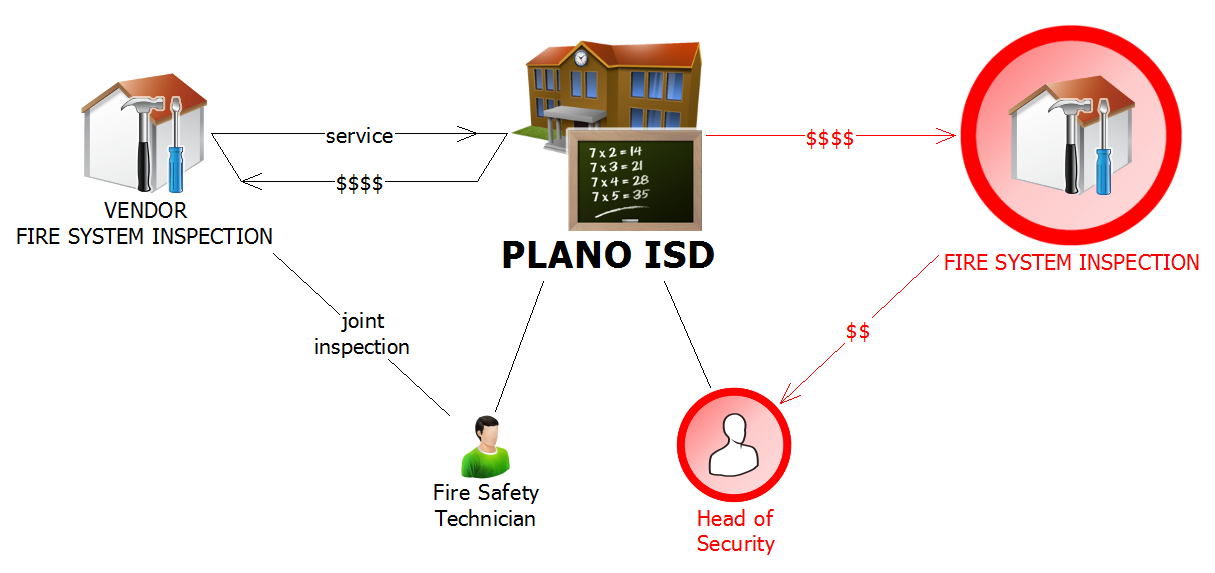 service
$$$$
VENDOR
FIRE SYSTEM INSPECTION
7 x 2 = 14
7 x 3 = 21
7 x 4 = 28
7 x 5 = 35
PLANO ISD
$$$$
FIRE SYSTEM INSPECTION
joint
inspection
$$
Fire Safety
Technician
Head of
Security